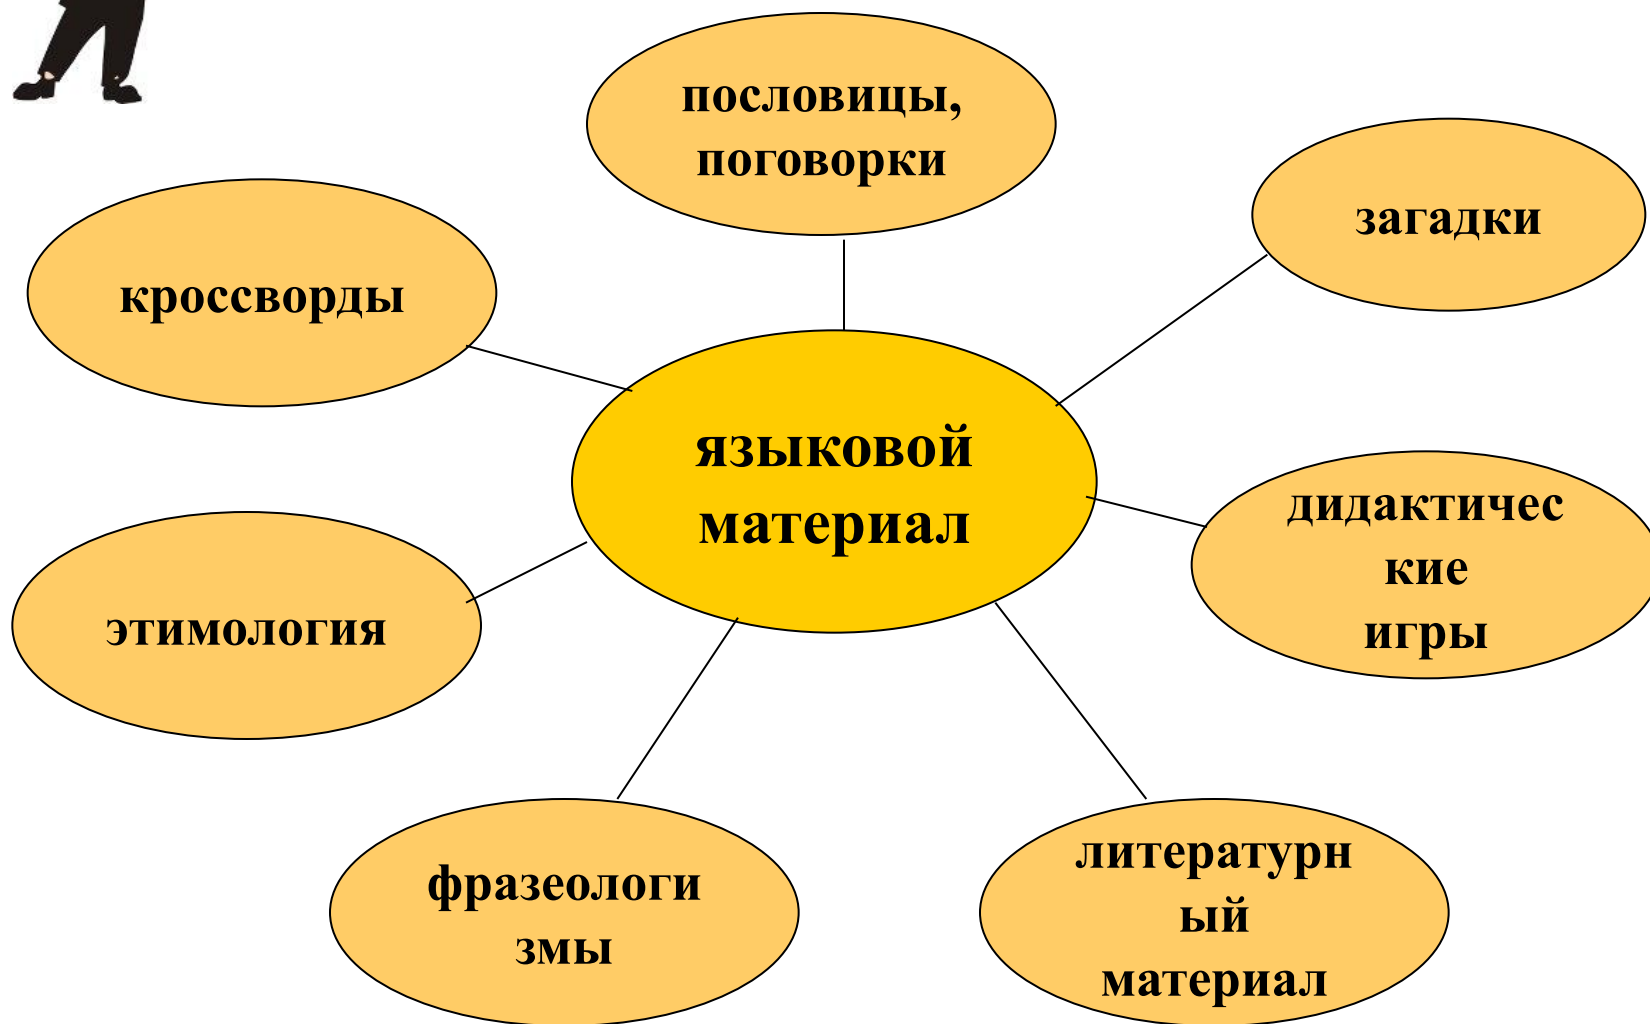 пословицы,
поговорки
загадки
кроссворды
языковой
материал
дидактичес
кие
игры
этимология
фразеологи
змы
литературн
ый
материал